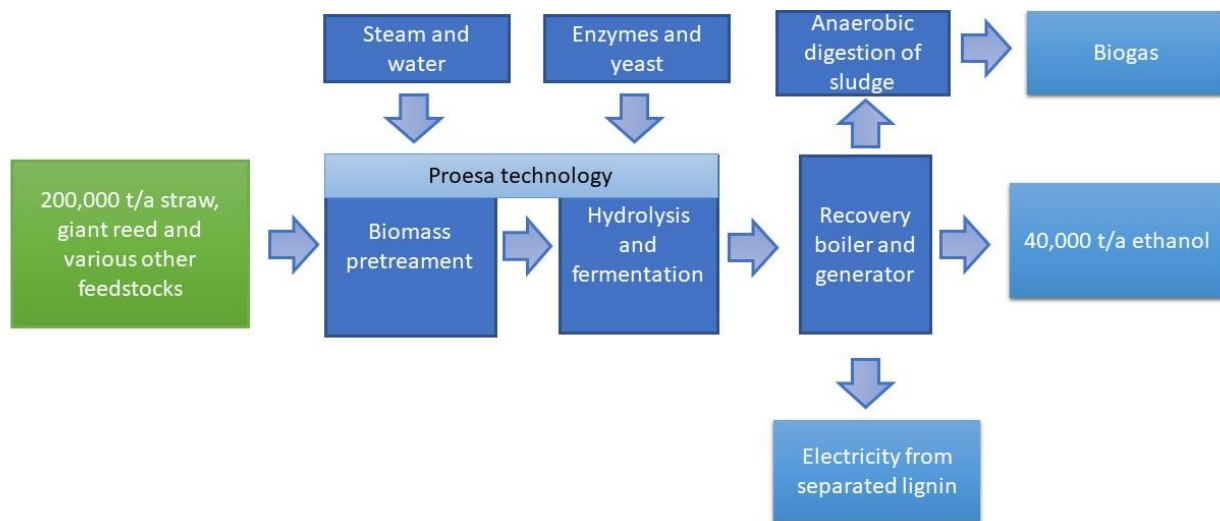 Steam and
water
Enzymes and
yeast
Anaerobic
digestion of
sludge
Biogas
200,000 t/a straw,
giant reed and
various other
feedstocks
Proesa technology
Biomass
pretreament
Hydrolysis
and
fermentation
Recovery
boiler and
generator
40,000 t/a ethanol
Electricity from
separated lignin